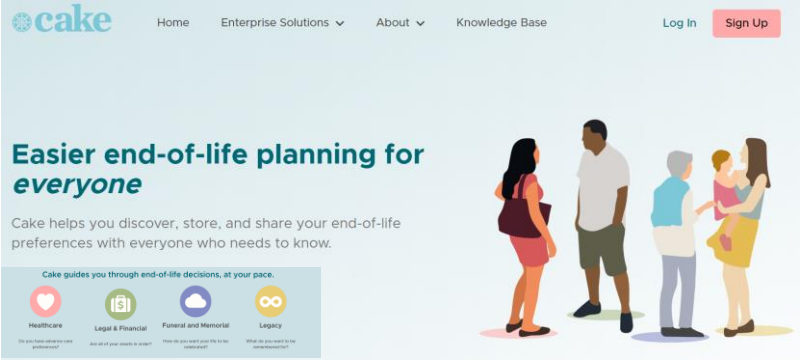 cake
Home
Enterprise Solutions
About
Knowledge Base
Log In
Sign Up
Easier end-of-life planning for
everyone
Cake helps you discover, store, and share your end-of-life
preferences with everyone who needs to know.
Cake guides you through end-of-life decisions, at your pace.
Healthcare
Do you have advance care
preferences?
$
Legal & Financial
Are all of your assets in order?
Funeral and Memorial
How do you want your life to be
celebrated?
Legacy
What do you want to be
remembered for?